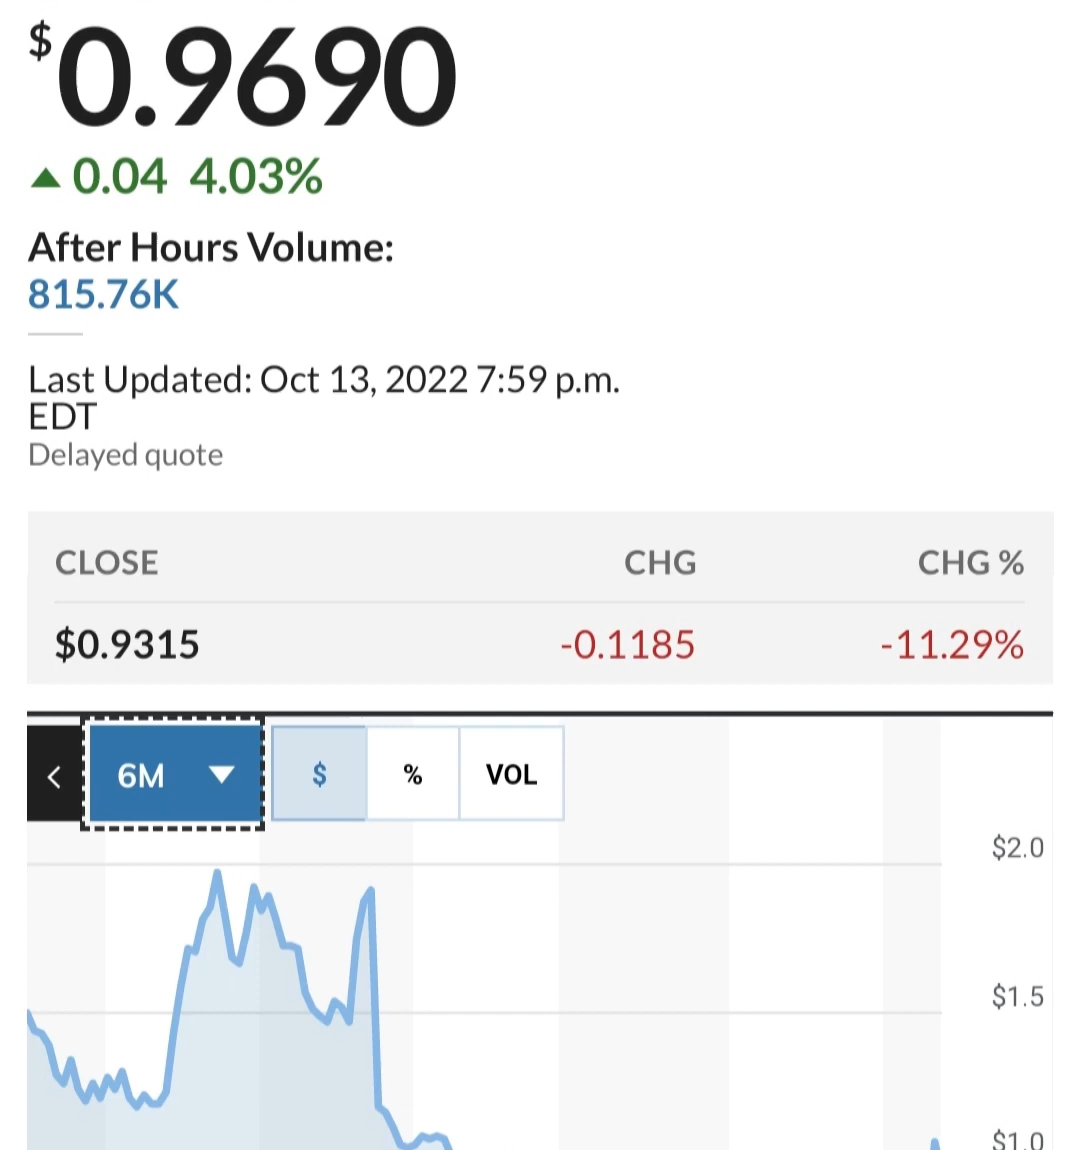 $0.9690
▲ 0.04 4.03%
After Hours Volume:
815.76K
Last Updated: Oct 13, 2022 7:59 p.m.
EDT
Delayed quote
CLOSE CHG CHG %
$0.9315 -0.1185 -11.29%
6M $ % VOL
$2.0
$1.5
$1.0